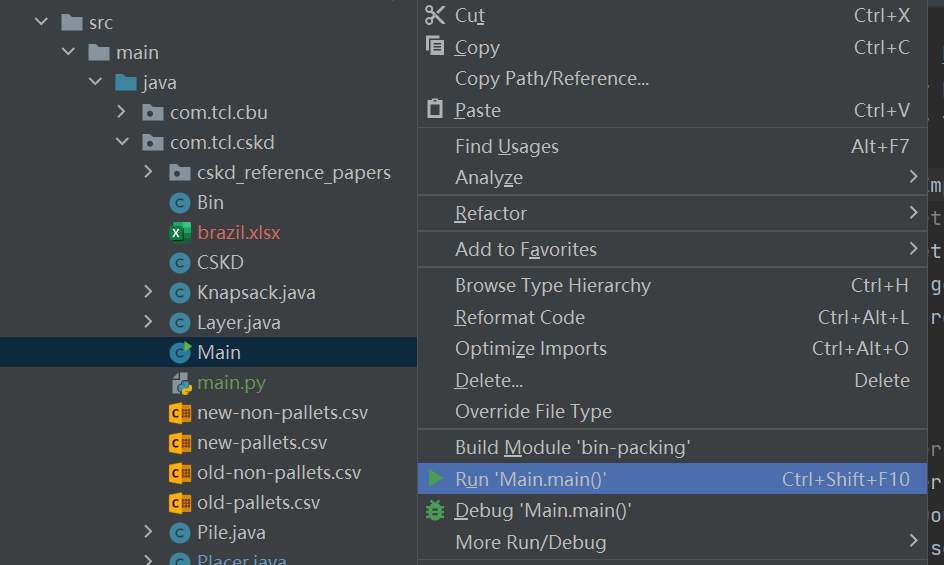 src
main
java
com.tcl.cbu
com.tcl.cskd
cskd_reference_papers
Bin
brazil.xlsx
CSKD
Knapsack.java
Layer.java
Main
main.py
new-non-pallets.csv
new-pallets.csv
old-non-pallets.csv
old-pallets.csv
Pile.java
Placer.java
Cut Ctrl+X
Copy Ctrl+C
Copy Path/Reference...
Paste Ctrl+V
Find Usages Alt+F7
Analyze
Refactor
Add to Favorites
Browse Type Hierarchy Ctrl+H
Reformat Code Ctrl+Alt+L
Optimize Imports Ctrl+Alt+O
Delete... Delete
Override File Type
Build Module 'bin-packing'
Run 'Main.main()' Ctrl+Shift+F10
Debug 'Main.main()'
More Run/Debug